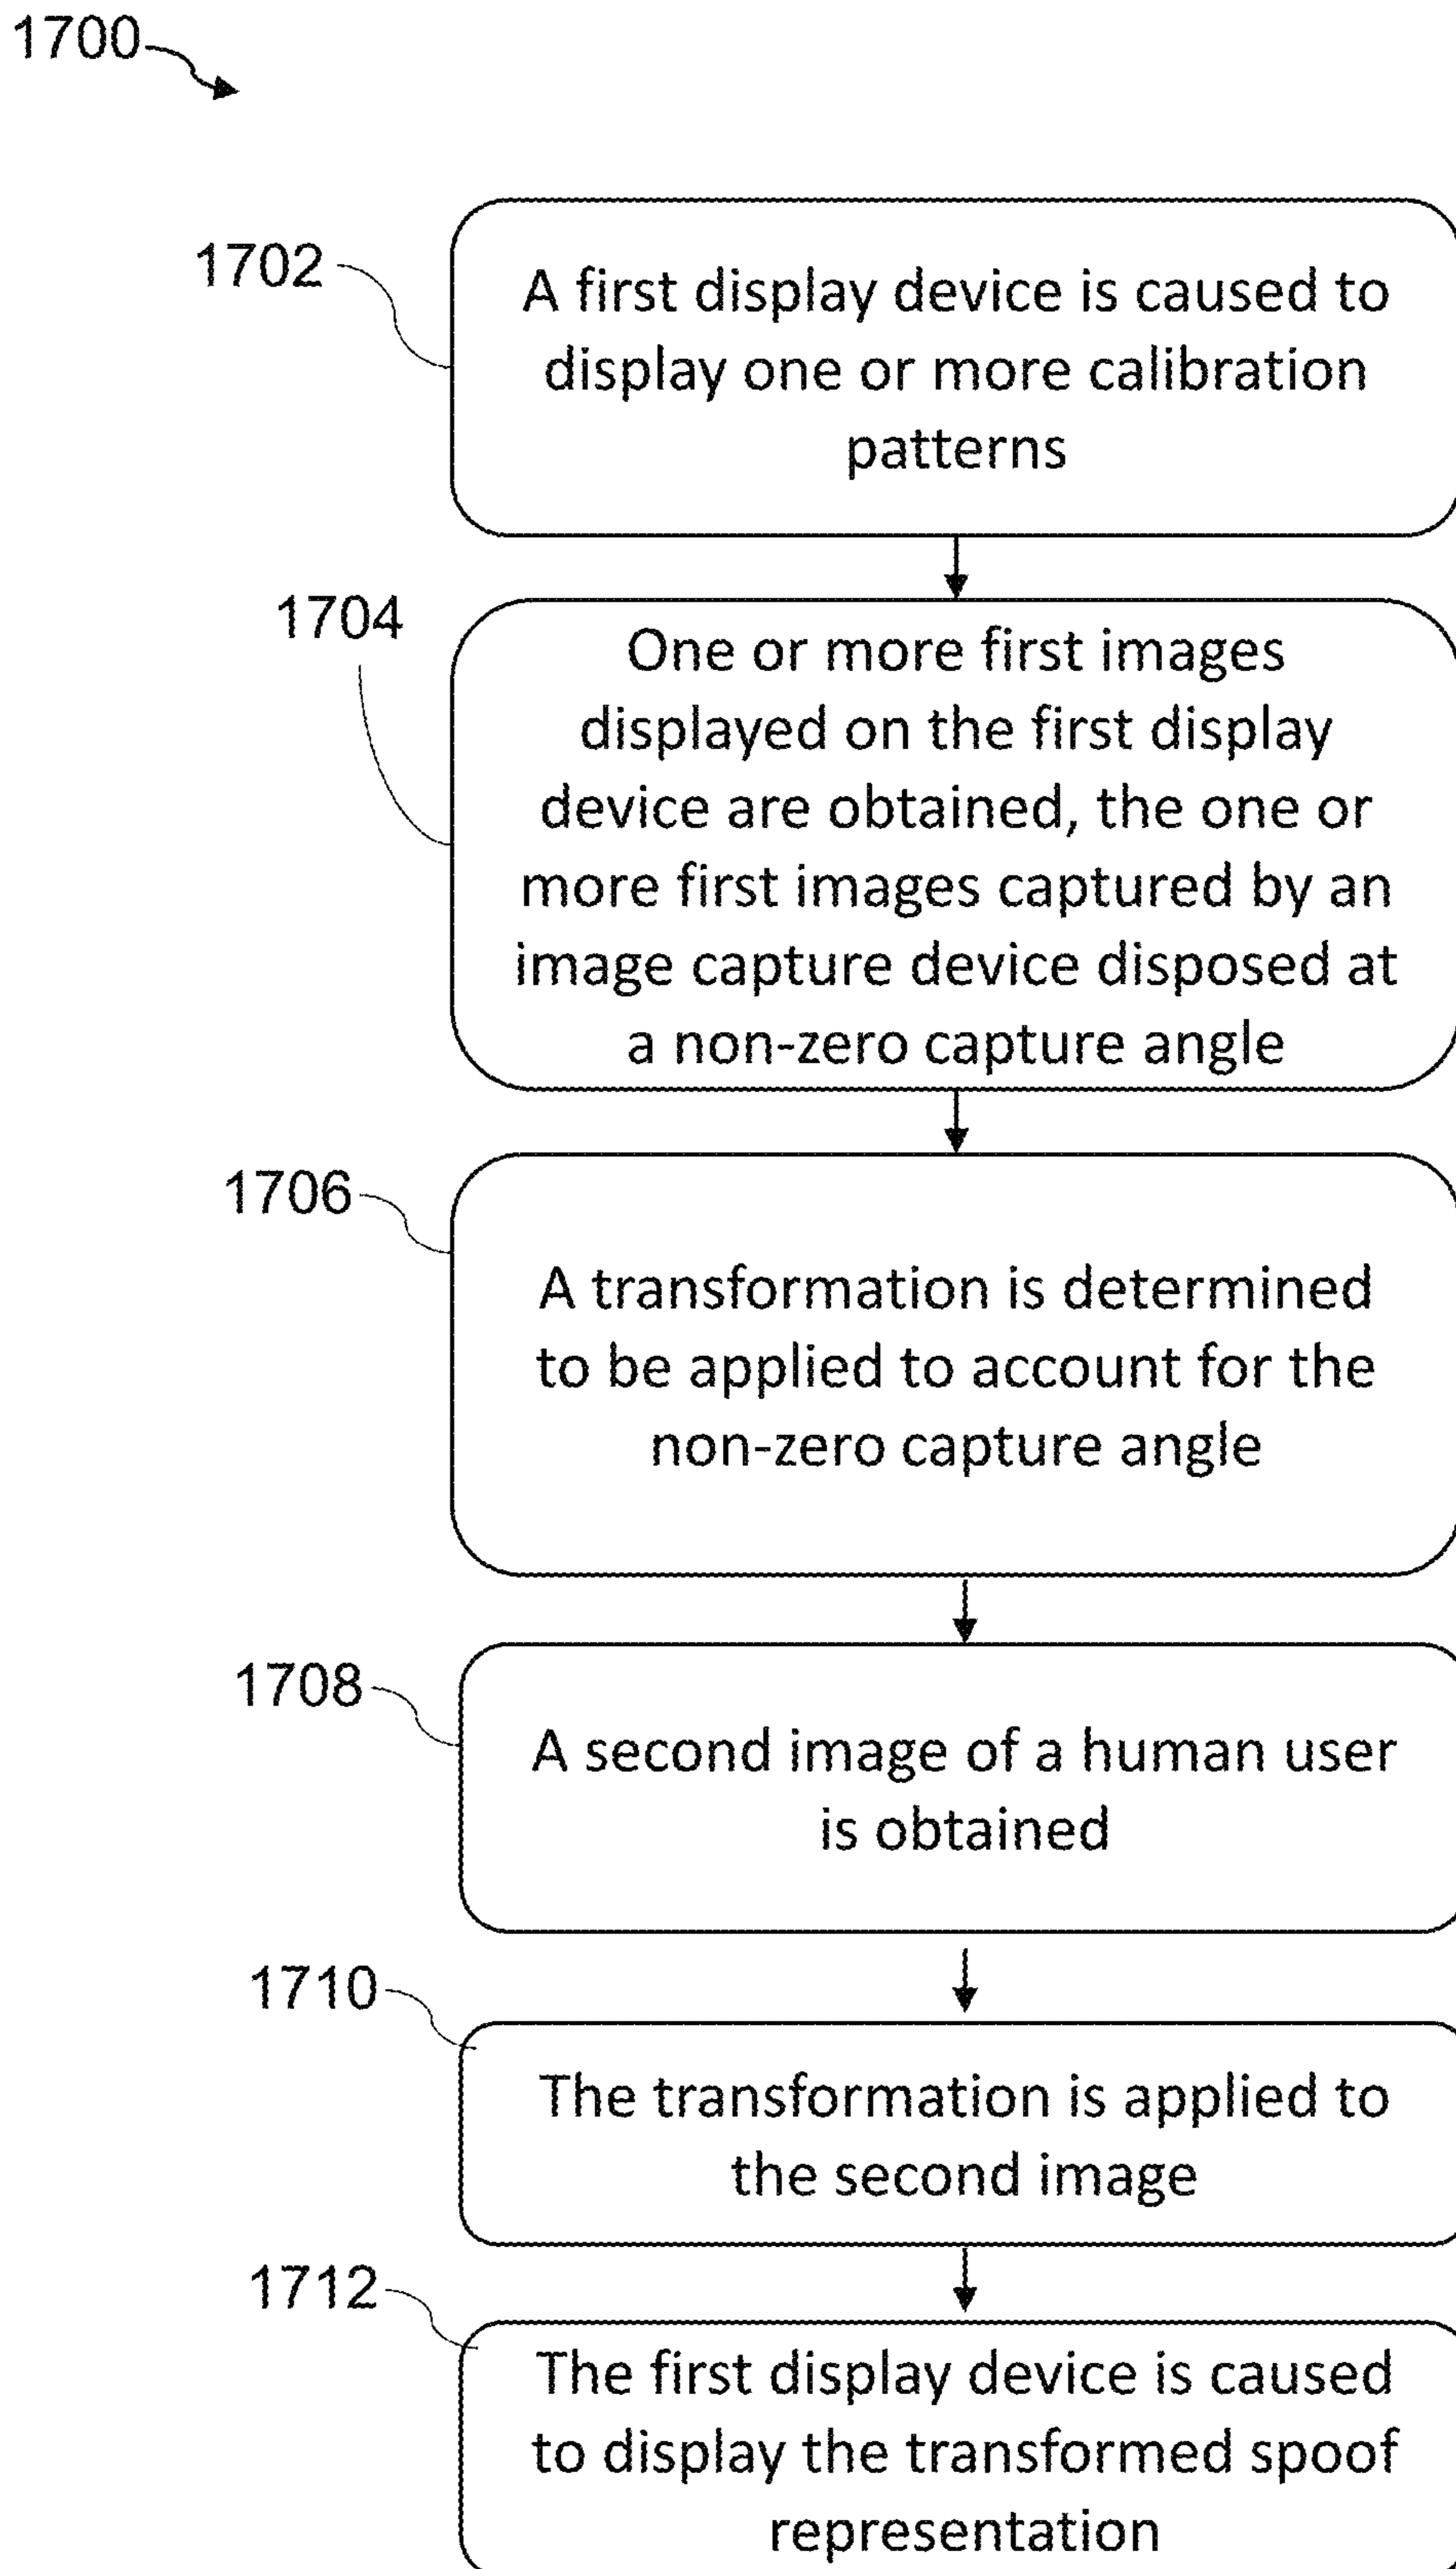 1700
1702
A first display device is caused to
display one or more calibration
patterns
1704
One or more first images
displayed on the first display
device are obtained, the one or
more first images captured by an
image capture device disposed at
a non-zero capture angle
1706
A transformation is determined
to be applied to account for the
non-zero capture angle
1708
A second image of a human user
is obtained
1710
The transformation is applied to
the second image
1712
The first display device is caused
to display the transformed spoof
representation